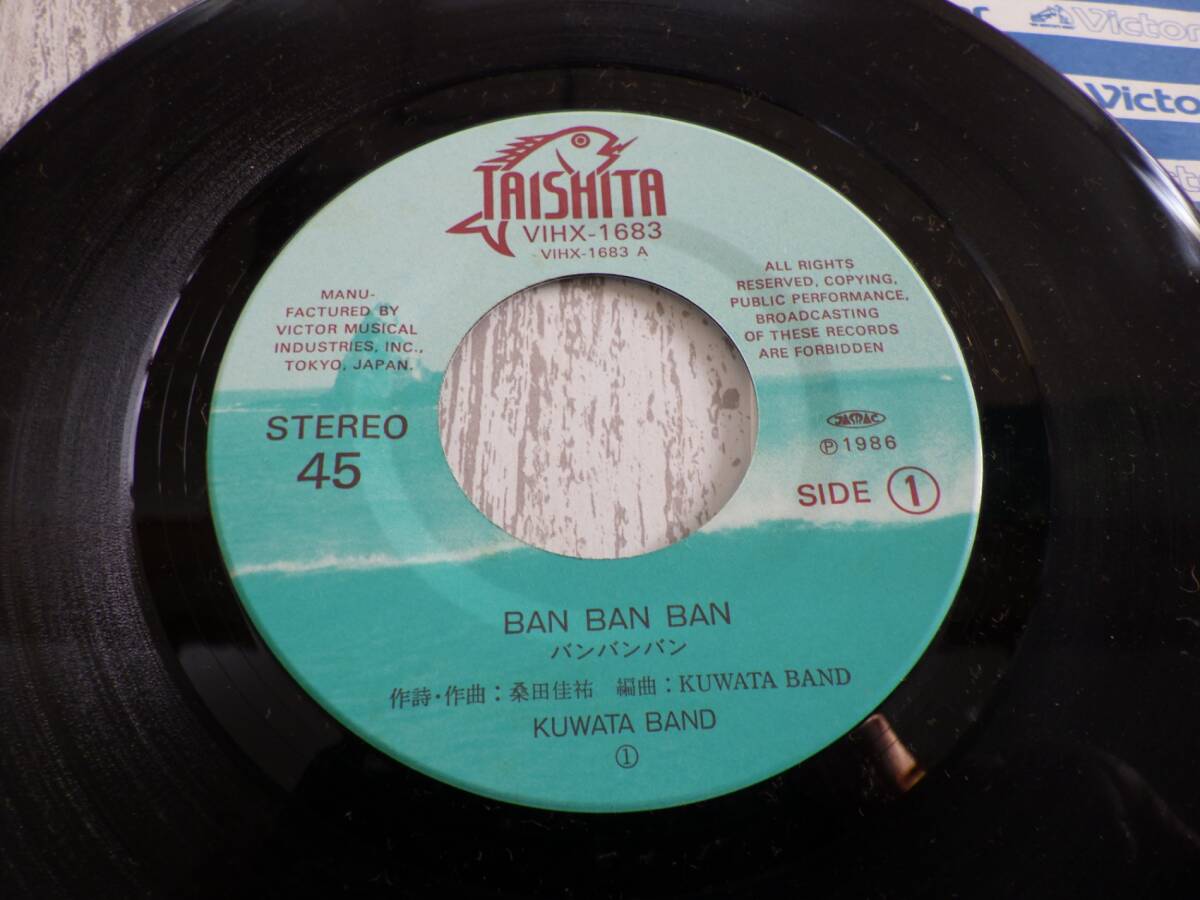 TAISHITA
VIHX-1683
VIHX-1683 A
MANU-
FACTURED BY
VICTOR MUSICAL
INDUSTRIES, INC.,
TOKYO, JAPAN.
ALL RIGHTS
RESERVED, COPYING,
PUBLIC PERFORMANCE,
BROADCASTING
OF THESE RECORDS
ARE FORBIDDEN
STEREO
45
JASRAC
Ⓟ1986
SIDE ①
BAN BAN BAN
バンバンバン
作詩・作曲：桑田佳祐 編曲：KUWATA BAND
KUWATA BAND
①
Victor
Victor